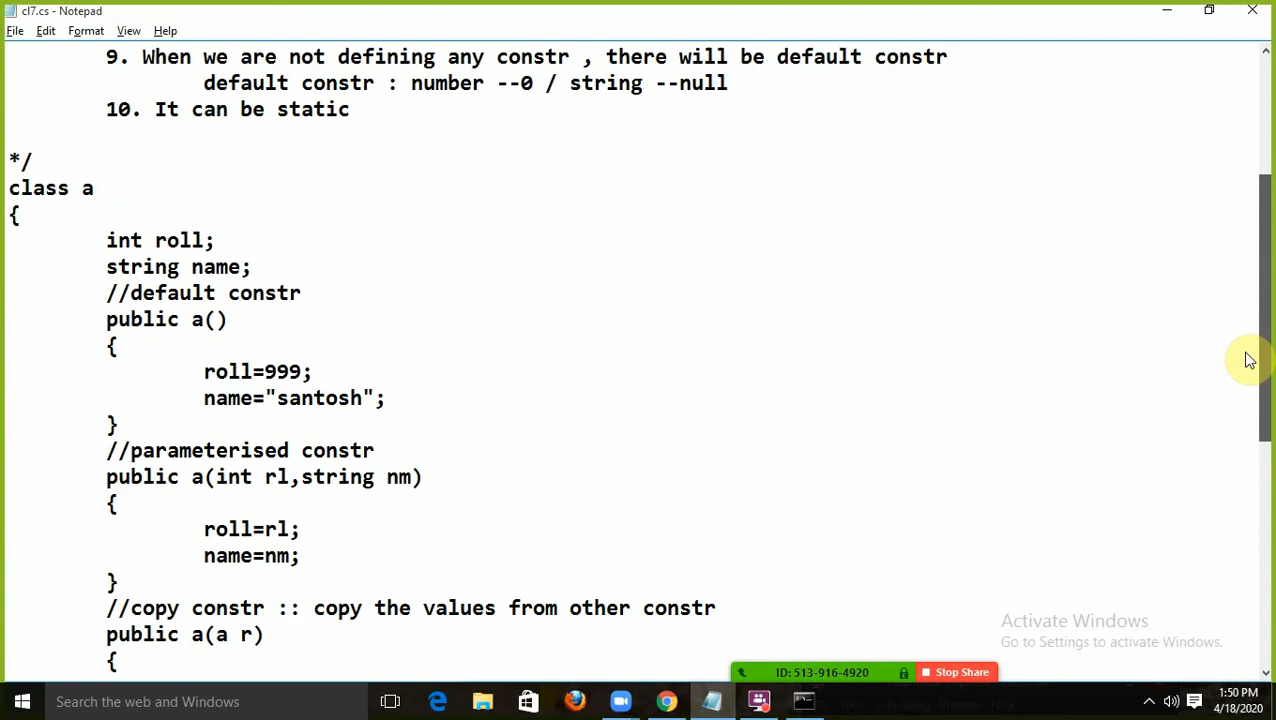 cl7.cs - Notepad
File Edit Format View Help
9. When we are not defining any constr , there will be default constr
default constr : number --0 / string --null
10. It can be static
*/
class a
{
int roll;
string name;
//default constr
public a()
{
roll=999;
name="santosh";
}
//parameterised constr
public a(int rl,string nm)
{
roll=rl;
name=nm;
}
//copy constr :: copy the values from other constr
public a(a r)
{
Activate Windows
Go to Settings to activate Windows.
ID: 513-916-4920 Stop Share
Search the web and Windows
1:50 PM
4/18/2020